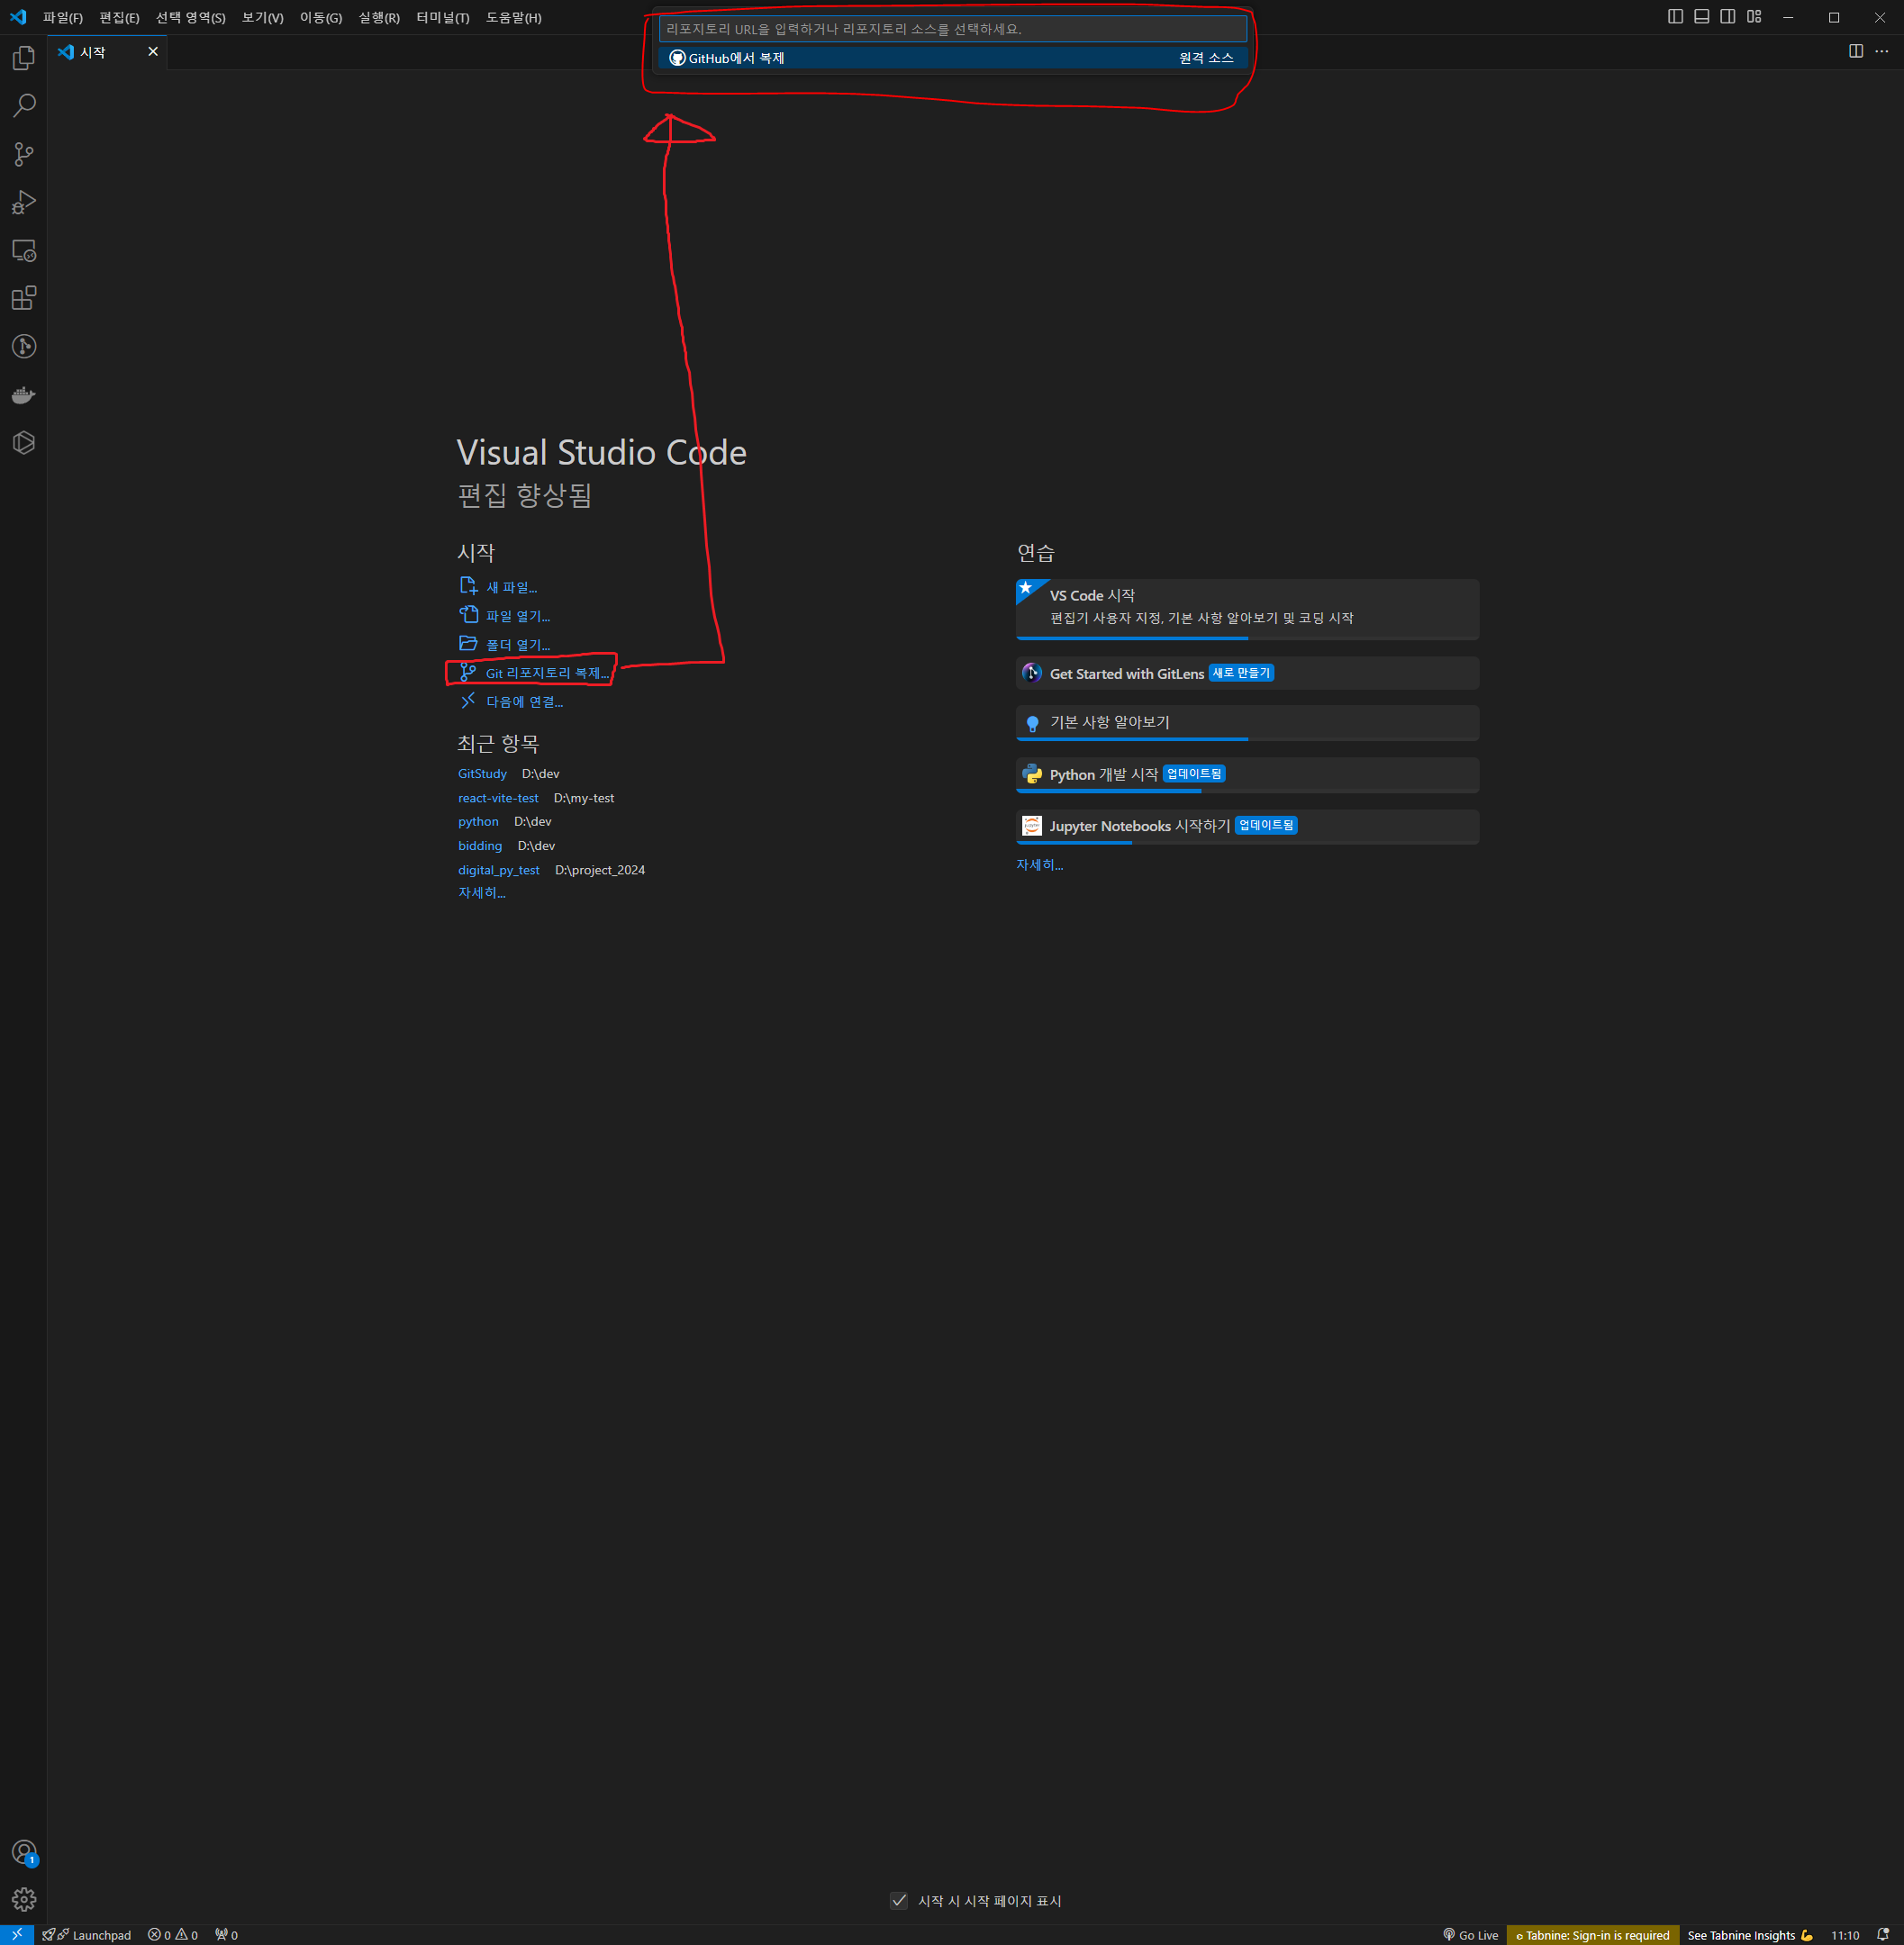 파일(F) 편집(E) 선택 영역(S) 보기(V) 이동(G) 실행(R) 터미널(T) 도움말(H)
리포지토리 URL을 입력하거나 리포지토리 소스를 선택하세요.
GitHub에서 복제 원격 소스
시작
Visual Studio Code
편집 향상됨
시작
새 파일...
파일 열기...
폴더 열기...
Git 리포지토리 복제...
다음에 연결...
최근 항목
GitStudy D:\dev
react-vite-test D:\my-test
python D:\dev
bidding D:\dev
digital_py_test D:\project_2024
자세히...
연습
VS Code 시작
편집기 사용자 지정, 기본 사항 알아보기 및 코딩 시작
Get Started with GitLens 새로 만들기
기본 사항 알아보기
Python 개발 시작 업데이트됨
Jupyter Notebooks 시작하기 업데이트됨
자세히...
1
시작 시 시작 페이지 표시
Launchpad 0 0 0 Go Live Tabnine: Sign-in is required See Tabnine Insights 11:10